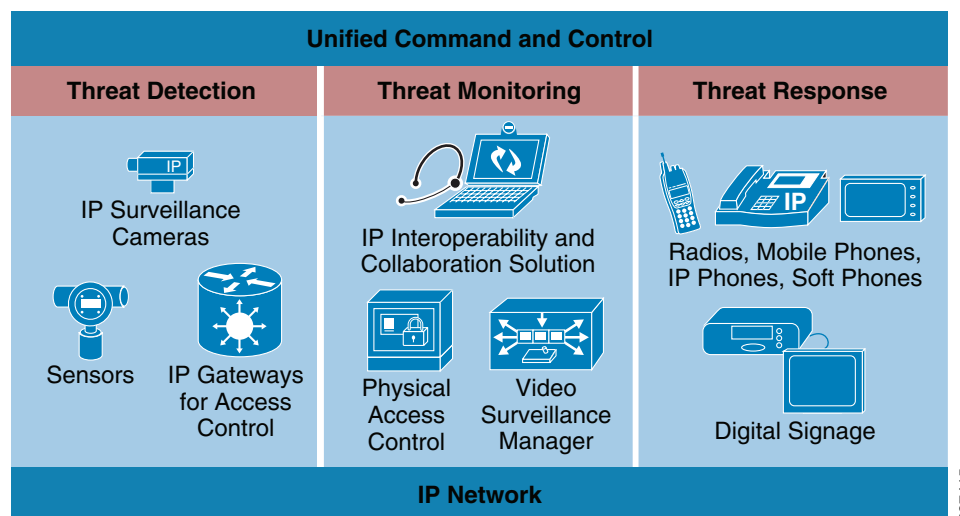 Unified Command and Control
Threat Detection
Threat Monitoring
Threat Response
IP
IP Surveillance
Cameras
Sensors
IP Gateways
for Access
Control
IP Interoperability and
Collaboration Solution
Physical
Access
Control
Video
Surveillance
Manager
IP
Radios, Mobile Phones,
IP Phones, Soft Phones
Digital Signage
IP Network